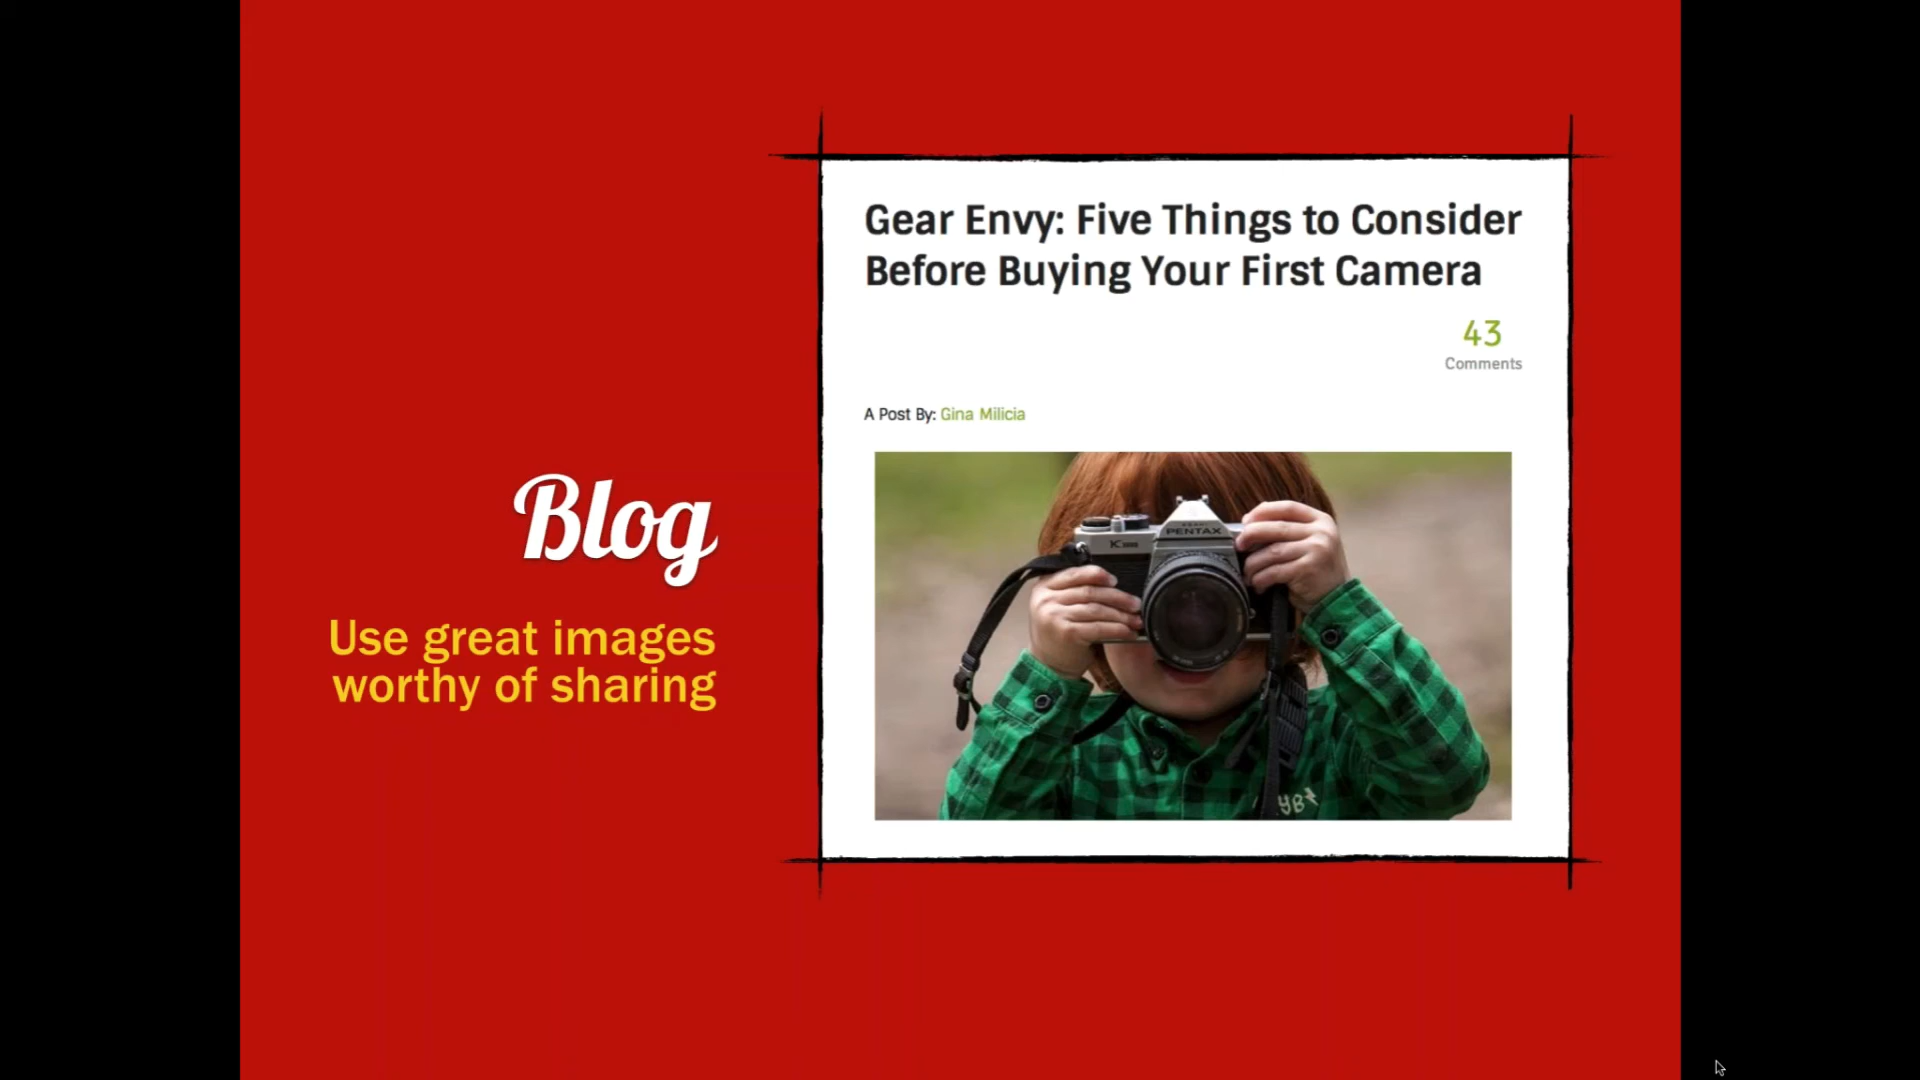 Blog
Use great images
worthy of sharing
Gear Envy: Five Things to Consider
Before Buying Your First Camera
43
Comments
A Post By: Gina Milicia
PENTAX